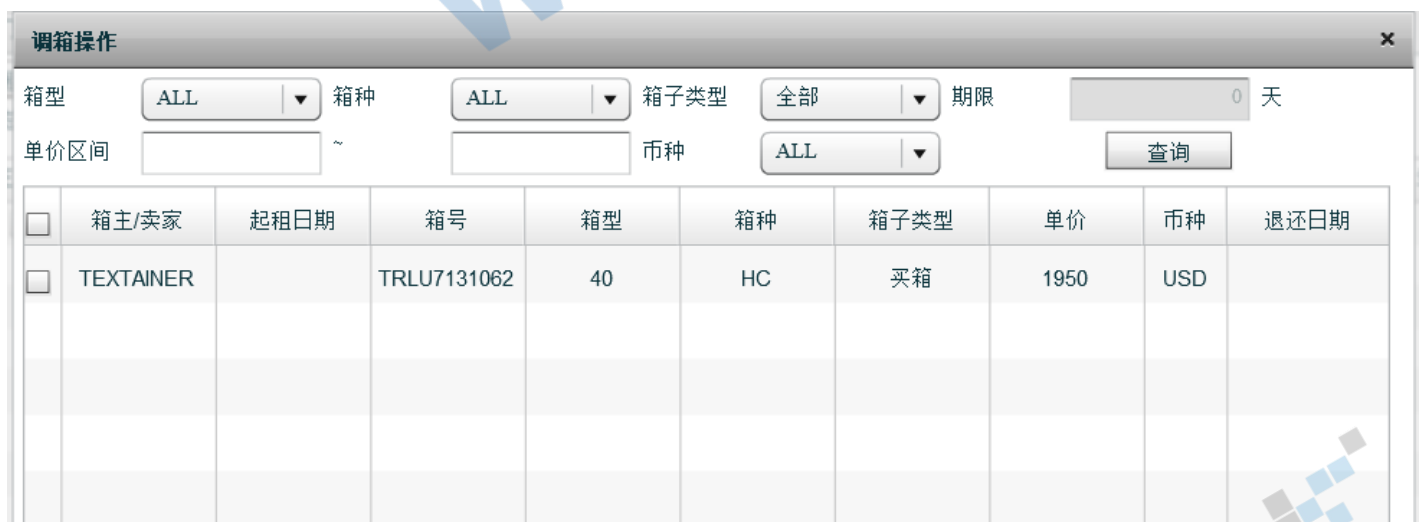 调箱操作 ×
箱型 ALL 箱种 ALL 箱子类型 全部 期限 0 天
单价区间 ~ 币种 ALL 查询
箱主/卖家 起租日期 箱号 箱型 箱种 箱子类型 单价 币种 退还日期
TEXTAINER TRLU7131062 40 HC 买箱 1950 USD